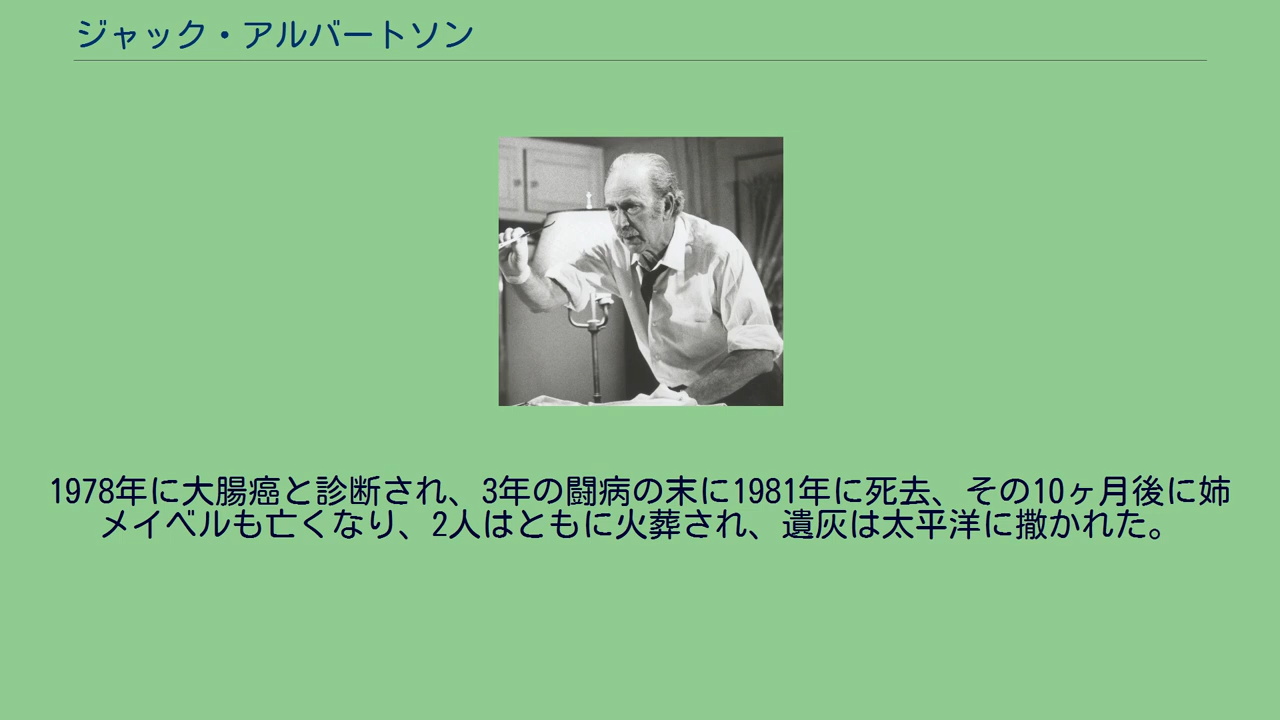 ジャック・アルバートソン
1978年に大腸癌と診断され、3年の闘病の末に1981年に死去、その10ヶ月後に姉
メイベルも亡くなり、2人はともに火葬され、遺灰は太平洋に撒かれた。